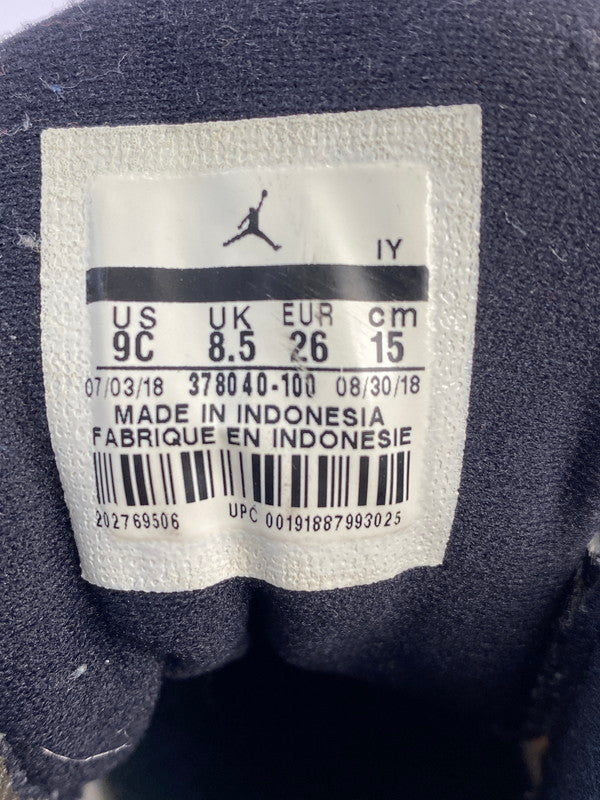 IY
US UK EUR cm
9C 8.5 26 15
07/03/18 378040-100 08/30/18
MADE IN INDONESIA
FABRIQUE EN INDONESIE
202769506 UPC 00191887993025